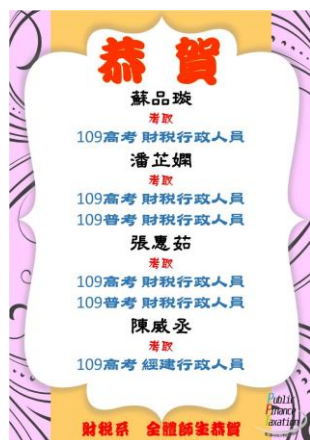 恭賀
蘇品璇
考取
109高考 財稅行政人員
潘芷嫻
考取
109高考 財稅行政人員
109普考 財稅行政人員
張惠茹
考取
109高考 財稅行政人員
109普考 財稅行政人員
陳威丞
考取
109高考 經建行政人員
Public
Finance
Taxation
財稅系 全體師生恭賀